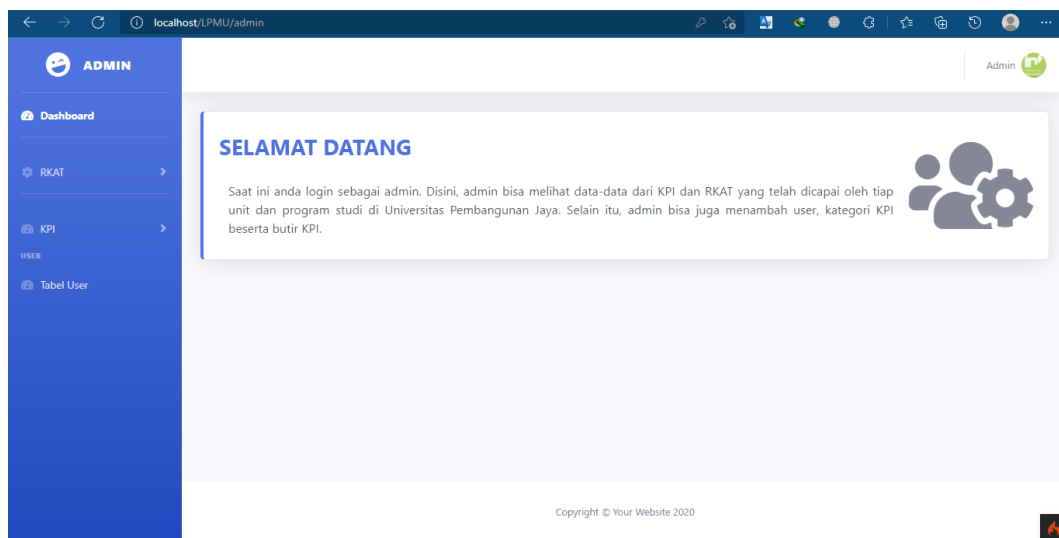 localhost/LPMU/admin
ADMIN
Admin
Dashboard
RKAT
KPI
USER
Tabel User
SELAMAT DATANG
Saat ini anda login sebagai admin. Disini, admin bisa melihat data-data dari KPI dan RKAT yang telah dicapai oleh tiap
unit dan program studi di Universitas Pembangunan Jaya. Selain itu, admin bisa juga menambah user, kategori KPI
beserta butir KPI.
Copyright © Your Website 2020